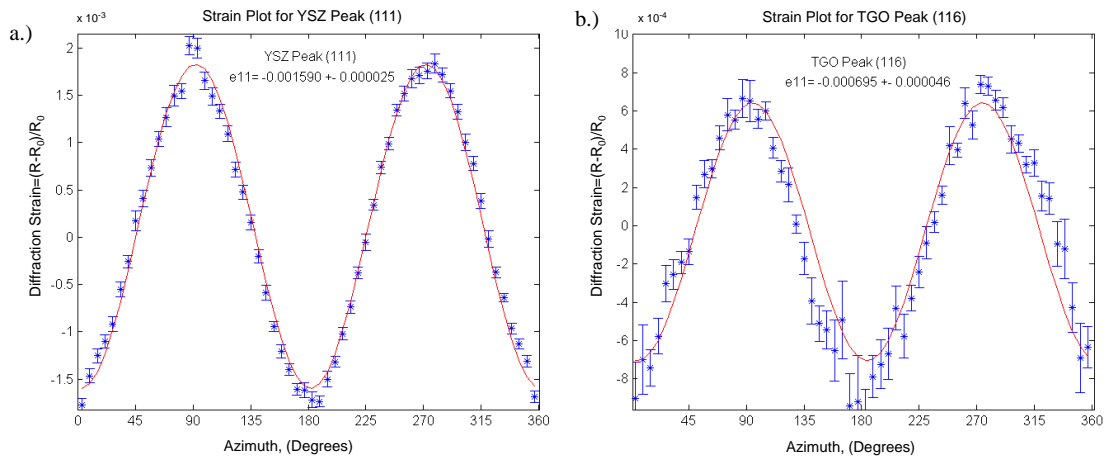 a.)
x 10⁻³
Strain Plot for YSZ Peak (111)
YSZ Peak (111)
e11= -0.001590 +- 0.000025
2
1.5
1
0.5
0
-0.5
-1
-1.5
Diffraction Strain=(R-R₀)/R₀
0 45 90 135 180 225 270 315 360
Azimuth, (Degrees)
b.)
x 10⁻⁴
Strain Plot for TGO Peak (116)
TGO Peak (116)
e11= -0.000695 +- 0.000046
10
8
6
4
2
0
-2
-4
-6
-8
Diffraction Strain=(R-R₀)/R₀
45 90 135 180 225 270 315 360
Azimuth, (Degrees)